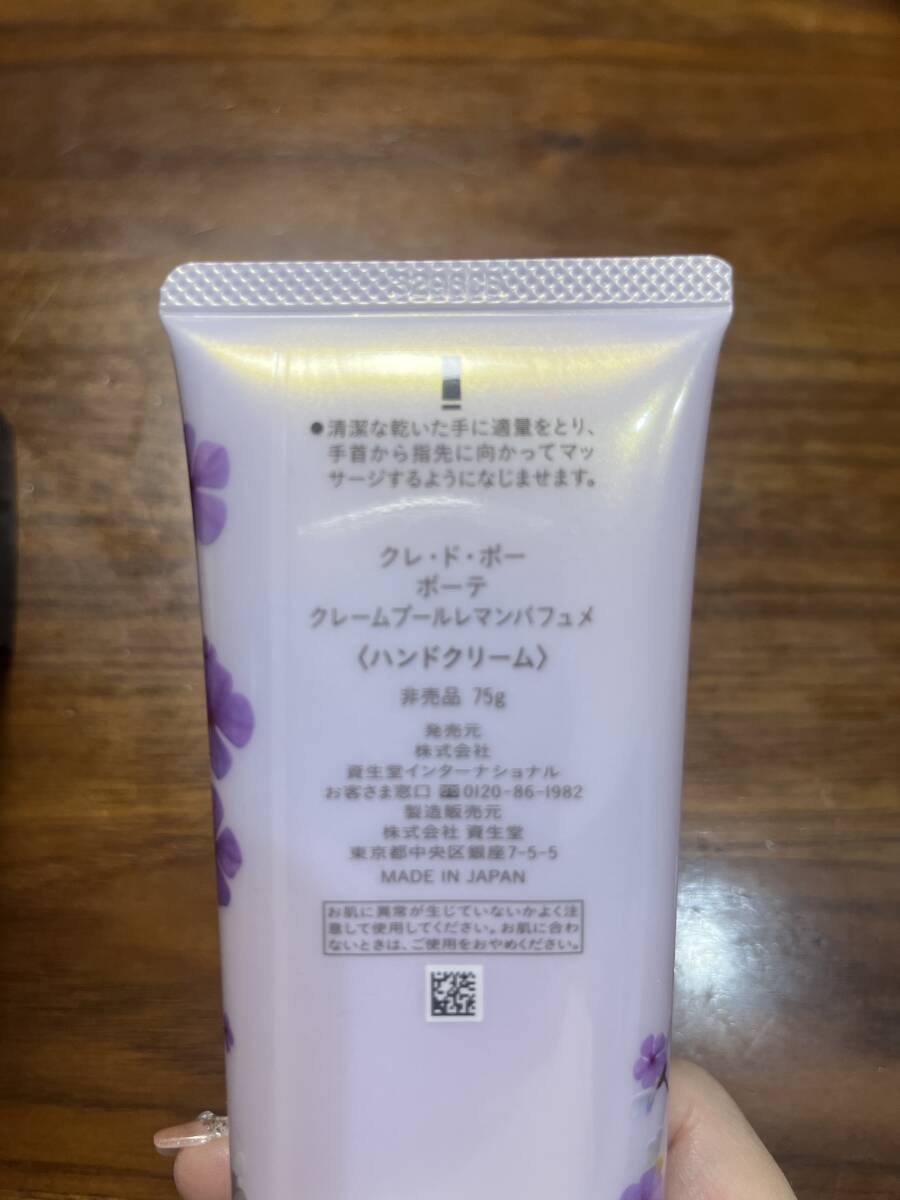 ●清潔な乾いた手に適量をとり、
手首から指先に向かってマッ
サージするようになじませます。
クレ・ド・ポー
ボーテ
クレームプールレマンパフュメ
〈ハンドクリーム〉
非売品 75g
発売元
株式会社
資生堂インターナショナル
お客さま窓口 0120-86-1982
製造販売元
株式会社 資生堂
東京都中央区銀座7-5-5
MADE IN JAPAN
お肌に異常が生じていないかよく注
意して使用してください。お肌に合わ
ないときは、ご使用をおやめください。